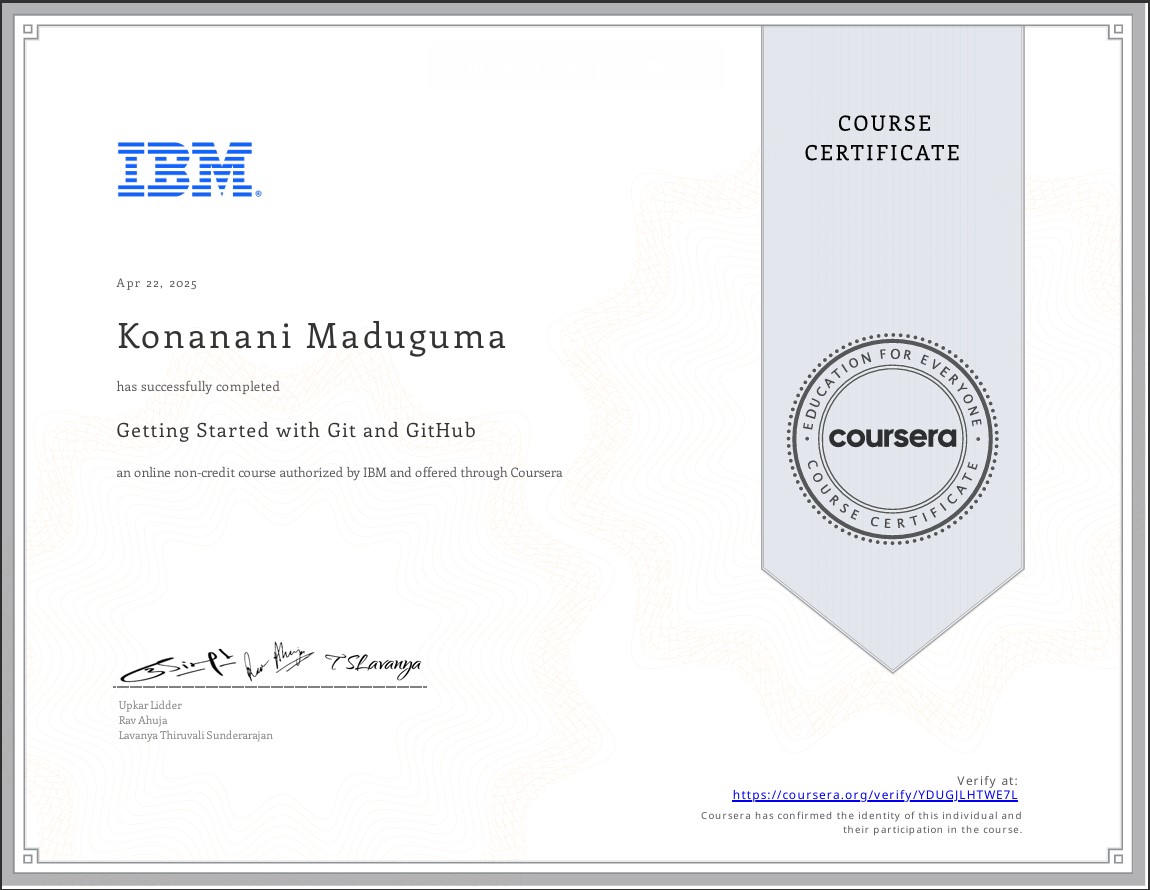 COURSE
CERTIFICATE
IBM®
Apr 22, 2025
Konanani Maduguma
has successfully completed
Getting Started with Git and GitHub
an online non-credit course authorized by IBM and offered through Coursera
EDUCATION FOR EVERYONE
coursera
COURSE CERTIFICATE
TSLavanya
Upkar Lidder
Rav Ahuja
Lavanya Thiruvali Sunderarajan
Verify at:
https://coursera.org/verify/YDUGJLHTWE7L
Coursera has confirmed the identity of this individual and
their participation in the course.